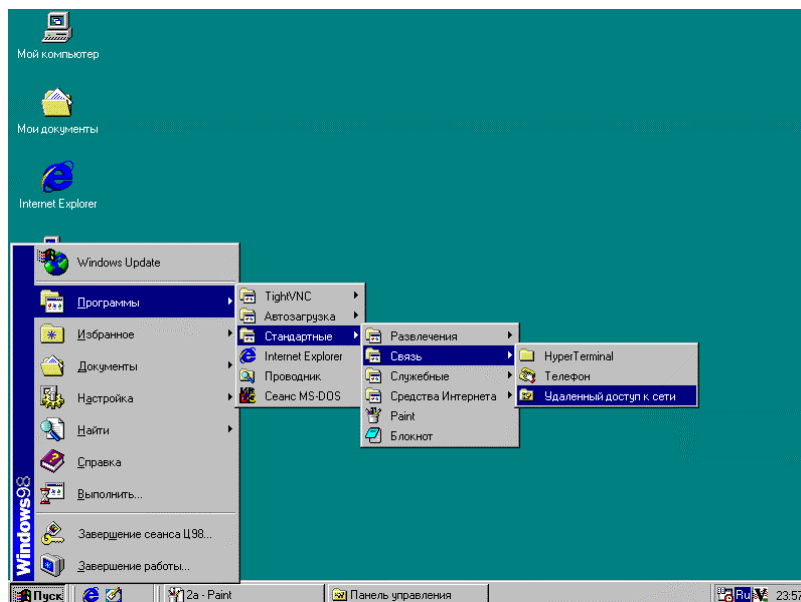 Мой компьютер
Мои документы
Internet Explorer
Windows Update
Программы
Избранное
Документы
Настройка
Найти
Справка
Выполнить...
Завершение сеанса Ц98...
Завершение работы...
Windows98
TightVNC
Автозагрузка
Стандартные
Internet Explorer
Проводник
Сеанс MS-DOS
Развлечения
Связь
Служебные
Средства Интернета
Paint
Блокнот
HyperTerminal
Телефон
Удаленный доступ к сети
Пуск
2a - Paint
Панель управления
Ru
23:57